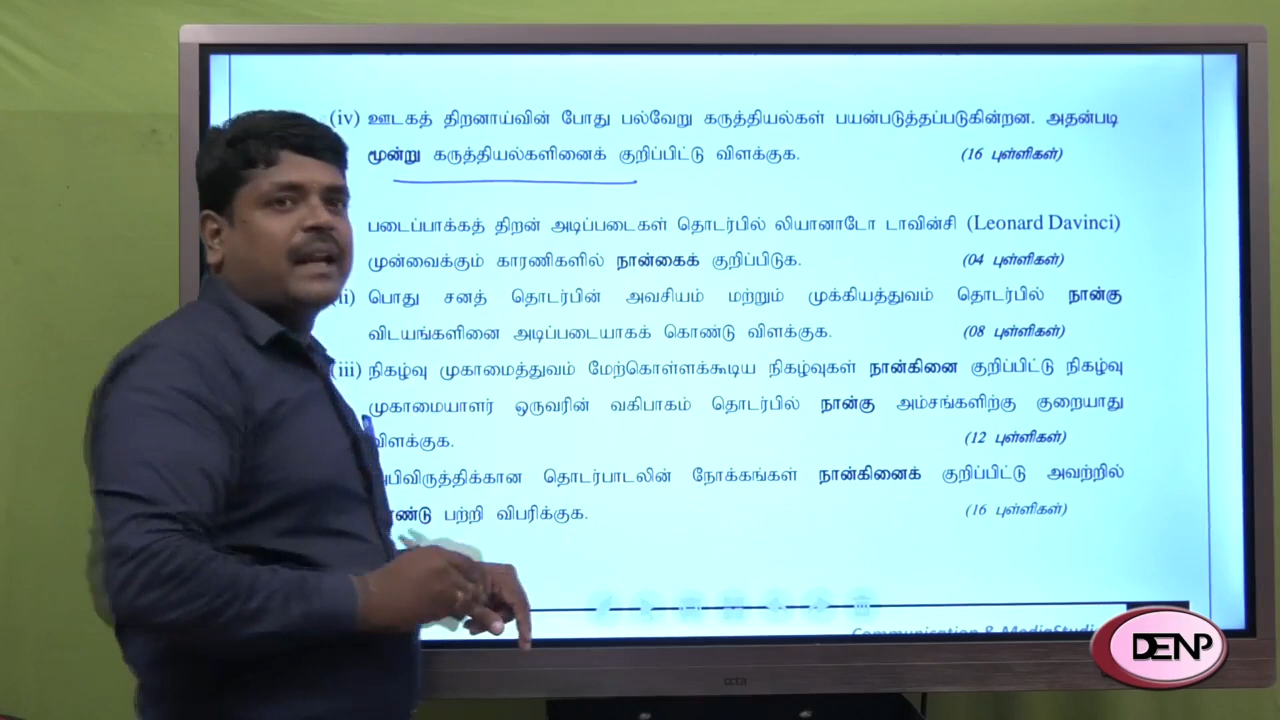 (iv) ஊடகத் திறனாய்வின் போது பல்வேறு கருத்தியல்கள் பயன்படுத்தப்படுகின்றன. அதன்படி
மூன்று கருத்தியல்களினைக் குறிப்பிட்டு விளக்குக. (16 புள்ளிகள்)
படைப்பாக்கத் திறன் அடிப்படைகள் தொடர்பில் லியானாடோ டாவின்சி (Leonard Davinci)
முன்வைக்கும் காரணிகளில் நான்கைக் குறிப்பிடுக. (04 புள்ளிகள்)
பொது சனத் தொடர்பின் அவசியம் மற்றும் முக்கியத்துவம் தொடர்பில் நான்கு
விடயங்களினை அடிப்படையாகக் கொண்டு விளக்குக. (08 புள்ளிகள்)
(iii) நிகழ்வு முகாமைத்துவம் மேற்கொள்ளக்கூடிய நிகழ்வுகள் நான்கினை குறிப்பிட்டு நிகழ்வு
முகாமையாளர் ஒருவரின் வகிபாகம் தொடர்பில் நான்கு அம்சங்களிற்கு குறையாது
விளக்குக. (12 புள்ளிகள்)
தொடர்பாடலின் நோக்கங்கள் நான்கினைக் குறிப்பிட்டு அவற்றில்
பற்றி விபரிக்குக. (16 புள்ளிகள்)
Communication & MediaStudi
DENP